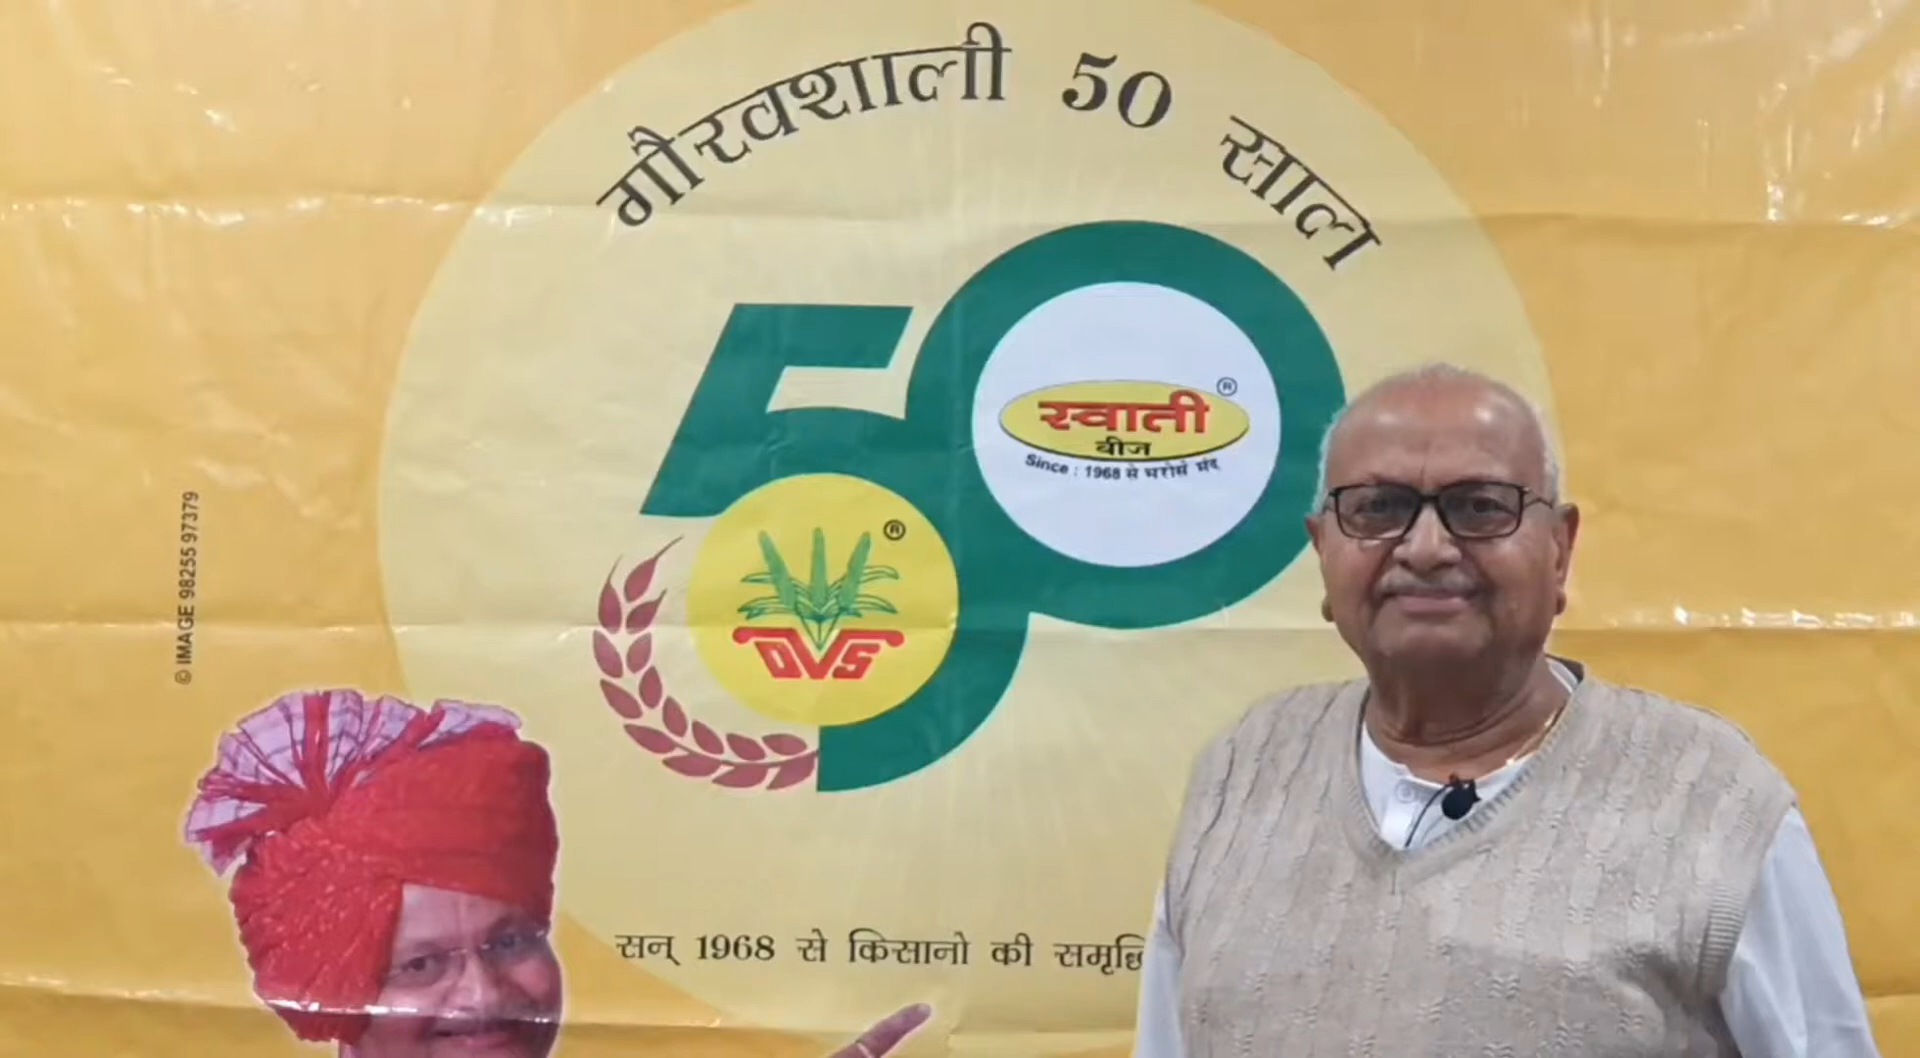 गौरवशाली 50 साल
®
स्वाती
बीज
Since : 1968 से भरोसे मंद
®
DVS
© IMAGE 98255 97379
सन् 1968 से किसानो की